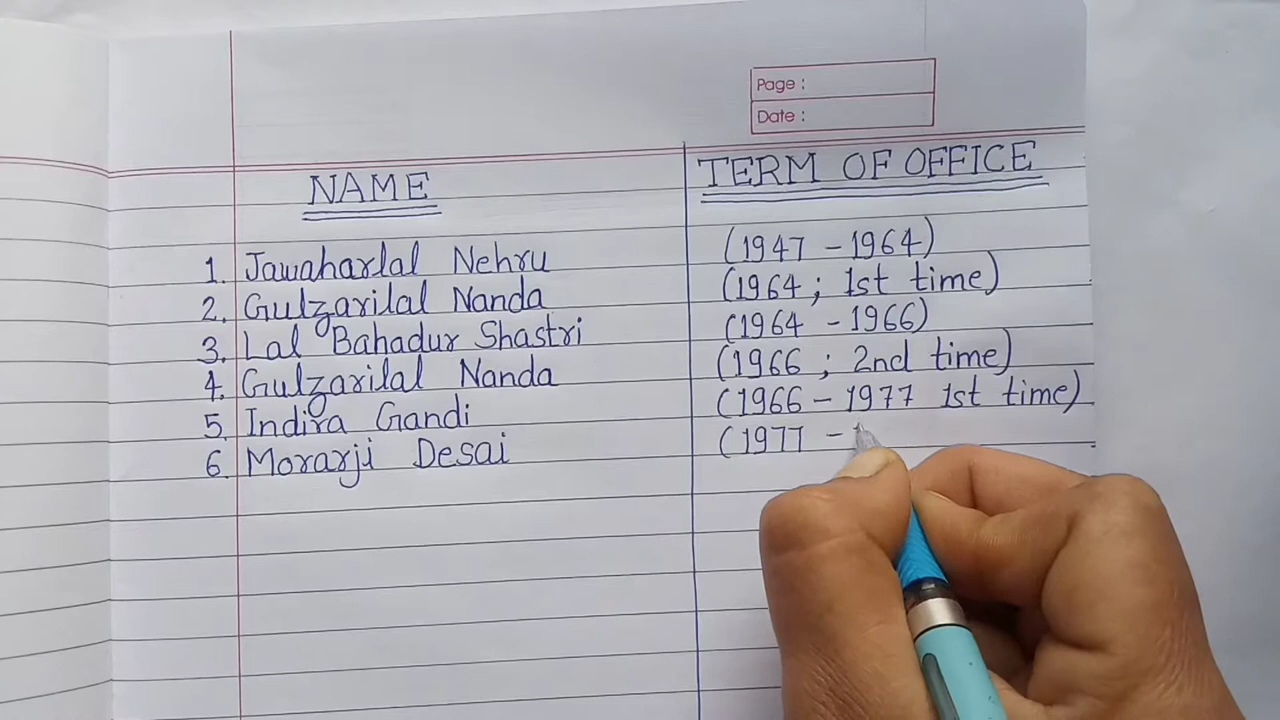 Page :
Date :
NAME TERM OF OFFICE
1. Jawaharlal Nehru (1947 - 1964)
2. Gulzarilal Nanda (1964 ; 1st time)
3. Lal Bahadur Shastri (1964 - 1966)
4. Gulzarilal Nanda (1966 ; 2nd time)
5. Indira Gandi (1966 - 1977 1st time)
6. Morarji Desai (1977 -